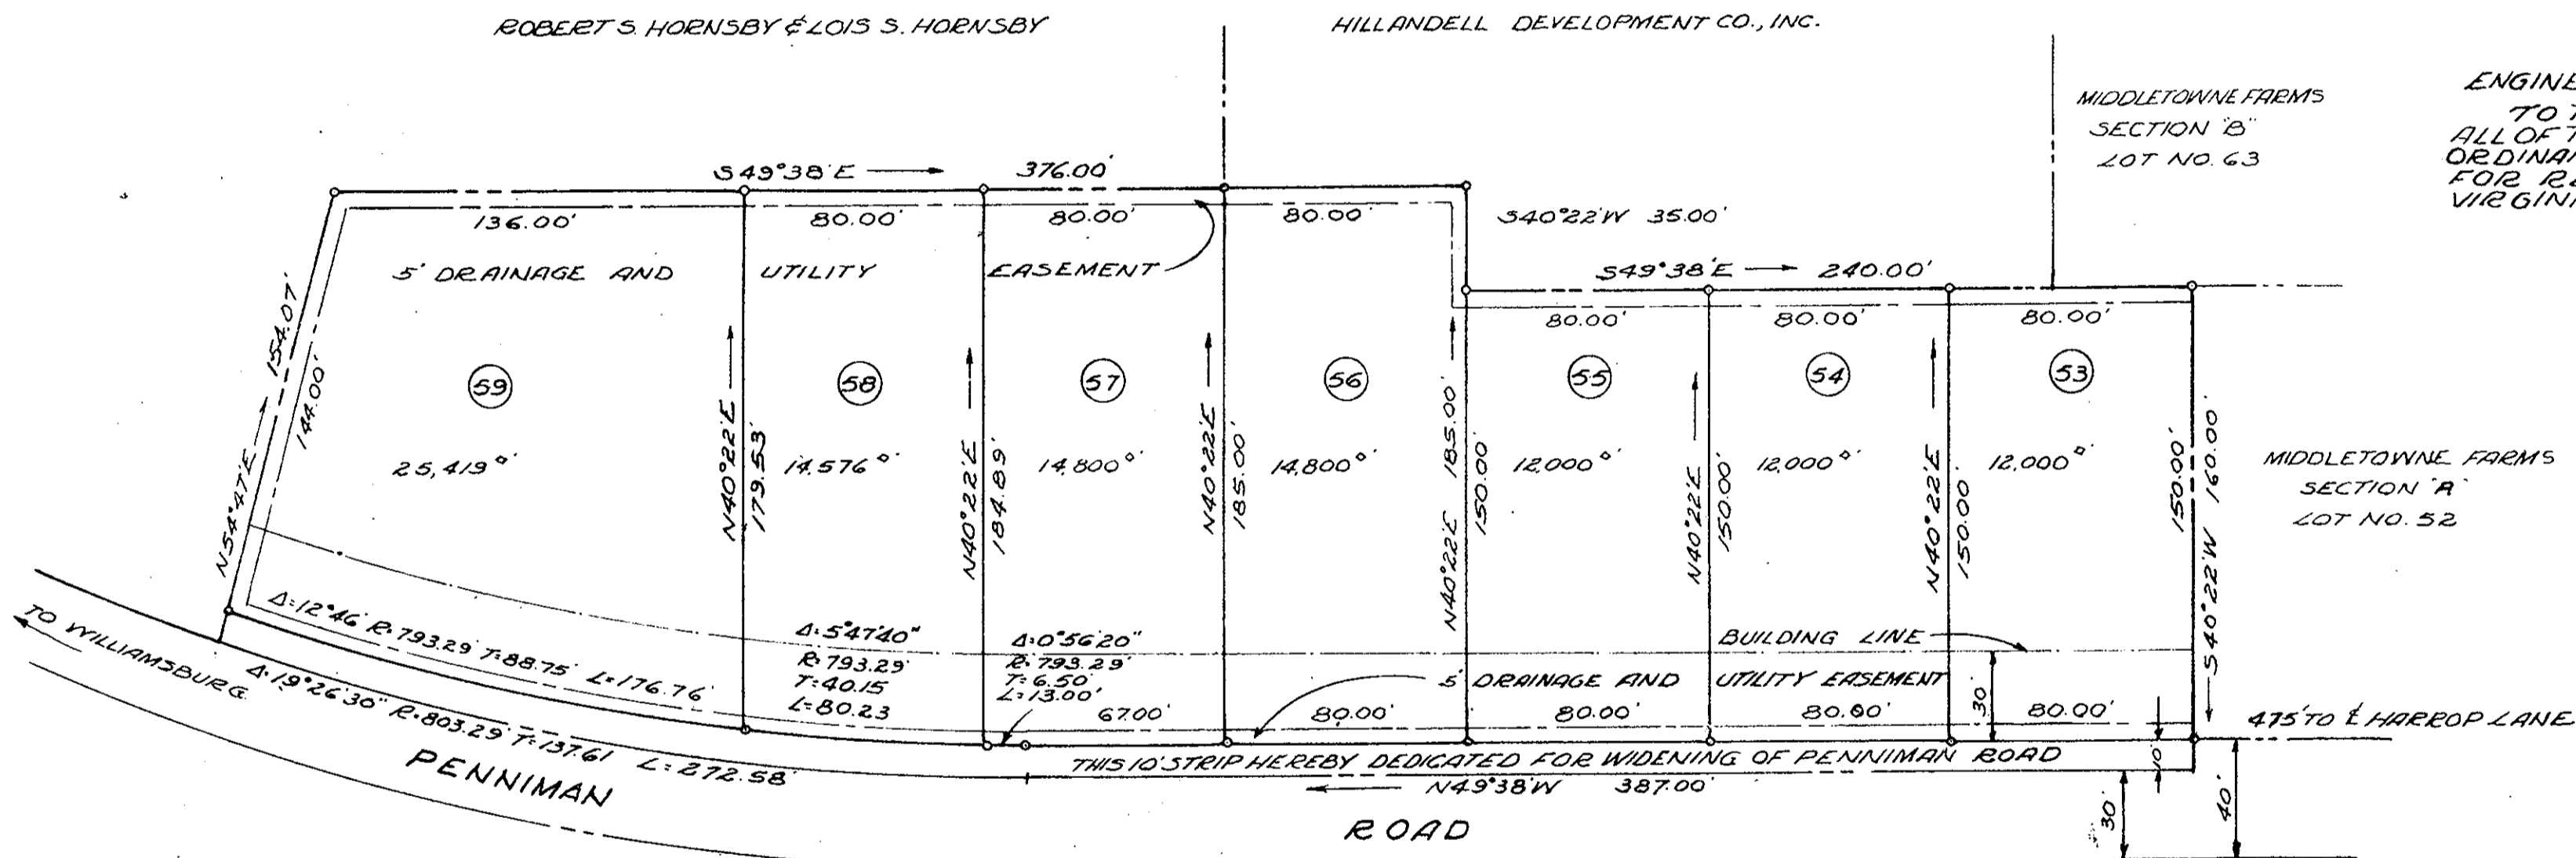 ROBERT S. HORNSBY & LOIS S. HORNSBY
HILLANDELL DEVELOPMENT CO., INC.
MIDDLETOWNE FARMS
SECTION "B"
LOT NO. 63
ALL OF
FOR
S49°38'E 376.00'
136.00' 80.00' 80.00' 80.00'
S40°22'W 35.00'
5' DRAINAGE AND UTILITY EASEMENT
S49°38'E 240.00'
80.00' 80.00' 80.00'
N54°47'E 154.07'
144.00'
59
58
57
56
55
54
53
25,419 □'
14,576 □'
14,800 □'
14,800 □'
12,000 □'
12,000 □'
12,000 □'
N40°22'E
179.53'
N40°22'E
184.89
N40°22'E
185.00'
N40°22'E 185.00'
150.00'
N40°22'E
150.00'
N40°22'E
150.00'
150.00'
S40°22'W 160.00'
MIDDLETOWNE FARMS
SECTION "A"
LOT NO. 52
TO WILLIAMSBURG
Δ=12°46' R=793.29' T=88.75' L=176.76'
Δ=5°47'40"
R=793.29'
T=40.15
L=80.23
Δ=0°56'20"
R=793.29'
T=6.50'
L=13.00'
BUILDING LINE
5' DRAINAGE AND UTILITY EASEMENT
30'
67.00' 80.00' 80.00' 80.00' 80.00'
475' TO ℄ HARROP LANE
Δ=19°26'30" R=803.29' T=137.61 L=272.58'
THIS 10' STRIP HEREBY DEDICATED FOR WIDENING OF PENNIMAN ROAD
10'
N49°38'W 387.00'
PENNIMAN
ROAD
30'
40'